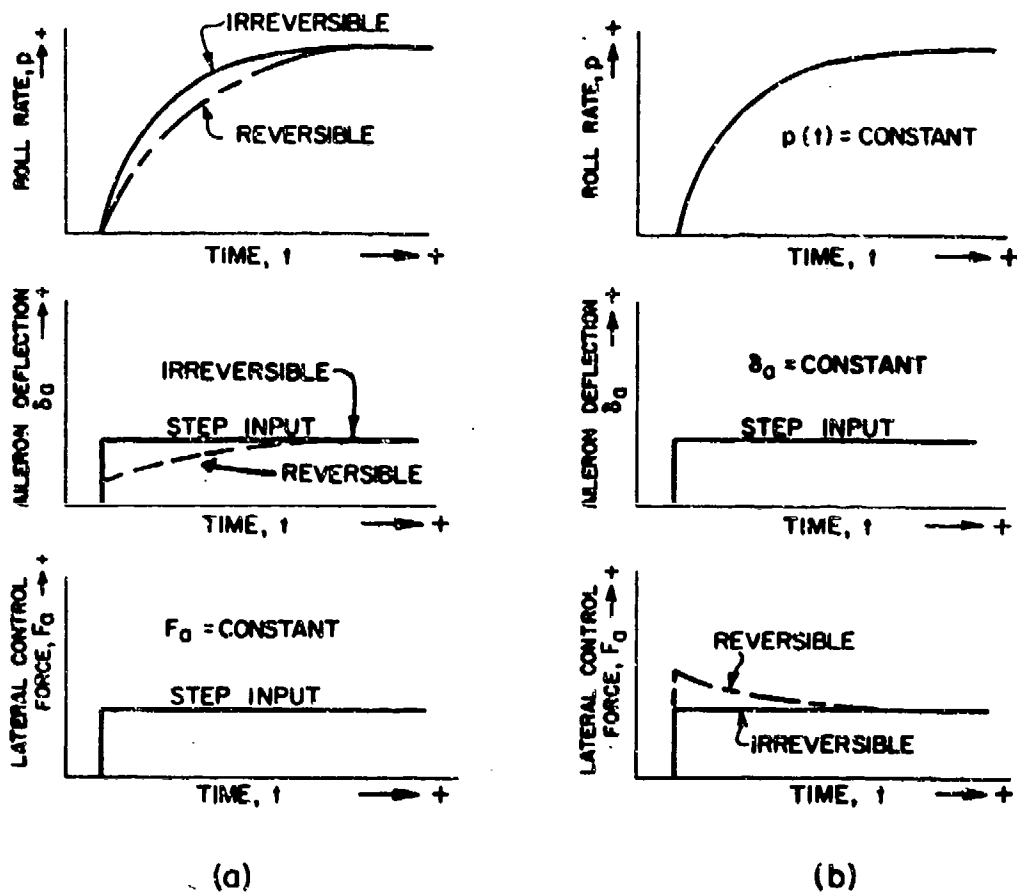 ROLL RATE, p → +
IRREVERSIBLE
REVERSIBLE
TIME, t → +
AILERON DEFLECTION
δa → +
IRREVERSIBLE
STEP INPUT
REVERSIBLE
TIME, t → +
LATERAL CONTROL
FORCE, Fa → +
Fa = CONSTANT
STEP INPUT
TIME, t → +
(a)
ROLL RATE, p → +
p (t) = CONSTANT
TIME, t → +
AILERON DEFLECTION
δa → +
δa = CONSTANT
STEP INPUT
TIME, t → +
LATERAL CONTROL
FORCE, Fa → +
REVERSIBLE
IRREVERSIBLE
TIME, t → +
(b)